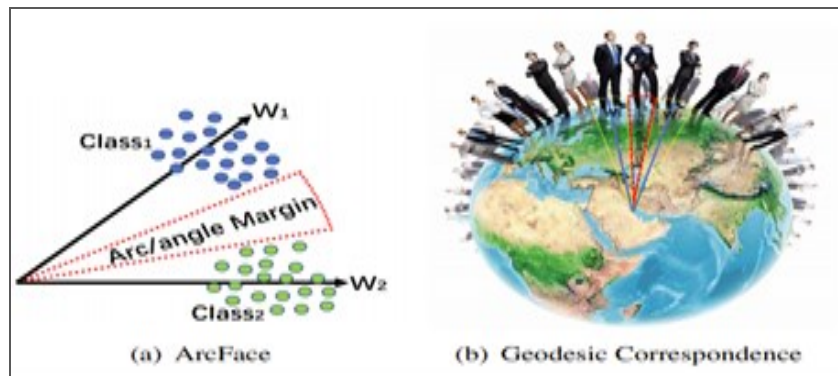 W1
Class1
Arc/angle Margin
W2
Class2
(a) ArcFace
(b) Geodesic Correspondence